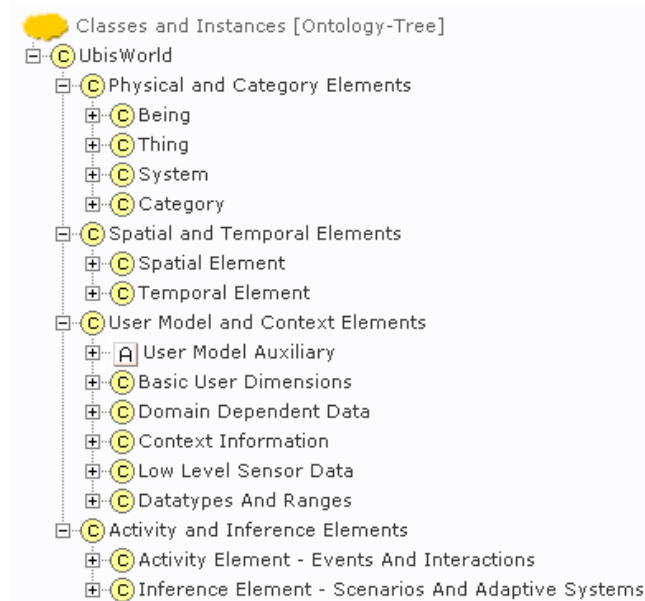 Classes and Instances [Ontology-Tree]
C UbisWorld
C Physical and Category Elements
C Being
C Thing
C System
C Category
C Spatial and Temporal Elements
C Spatial Element
C Temporal Element
C User Model and Context Elements
A User Model Auxiliary
C Basic User Dimensions
C Domain Dependent Data
C Context Information
C Low Level Sensor Data
C Datatypes And Ranges
C Activity and Inference Elements
C Activity Element - Events And Interactions
C Inference Element - Scenarios And Adaptive Systems